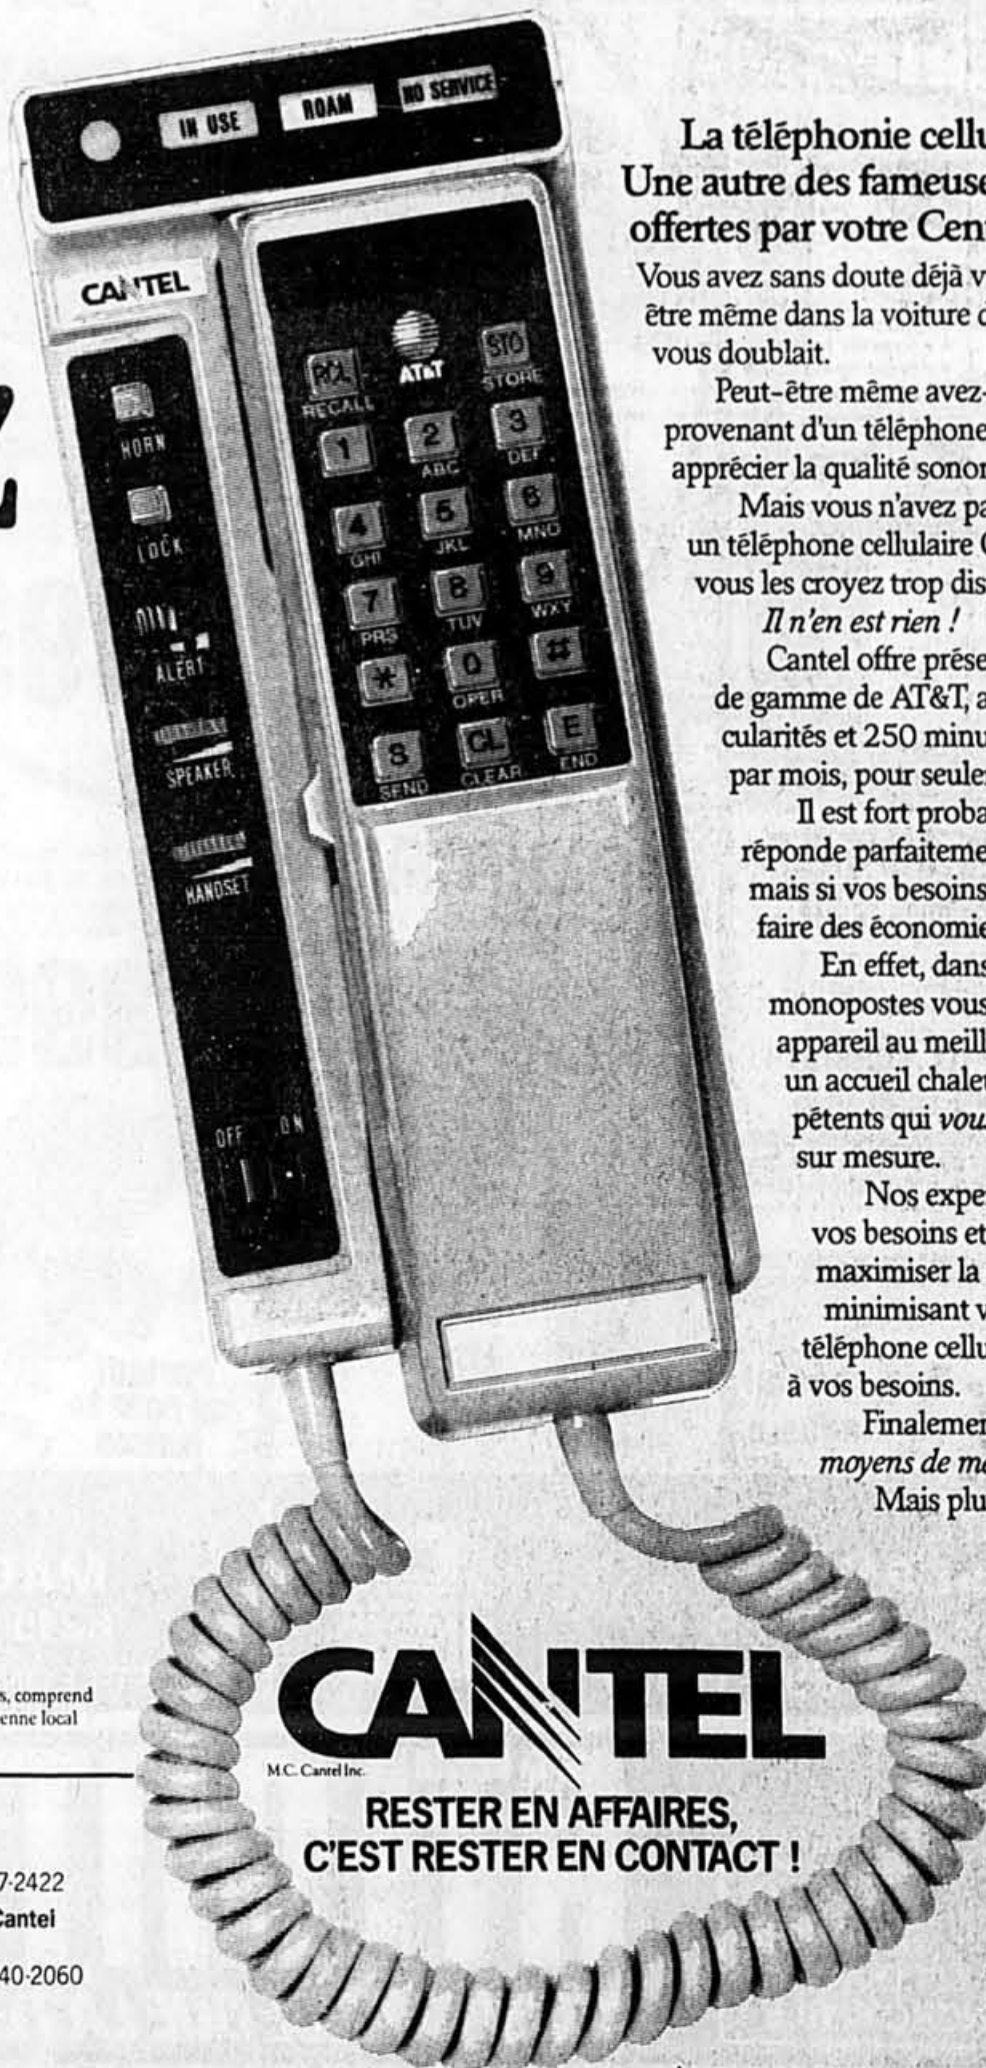 IN USE
ROAM
NO SERVICE
CANTEL
HORN
LOCK
ALERT
SPEAKER
HANDSET
OFF ON
AT&T
RCL
RECALL
STO
STORE
1
2
ABC
3
DEF
4
GHI
5
JKL
6
MNO
7
PRS
8
TUV
9
WXY
*
0
OPER
#
S
SEND
CL
CLEAR
E
END
La téléphonie cellu
Une autre des fameuse
offertes par votre Cen
Vous avez sans doute déjà v
être même dans la voiture d
vous doublait.
Peut-être même avez-
provenant d'un téléphone
apprécier la qualité sonor
Mais vous n'avez pa
un téléphone cellulaire C
vous les croyez trop dis
Il n'en est rien !
Cantel offre prése
de gamme de AT&T, a
cularités et 250 minu
par mois, pour seule
Il est fort proba
réponde parfaiteme
mais si vos besoins
faire des économie
En effet, dans
monopostes vous
appareil au meill
un accueil chaleu
pétents qui vou
sur mesure.
Nos expe
vos besoins et
maximiser la
minimisant v
téléphone cellu
à vos besoins.
Finalemen
moyens de ma
Mais plu
s, comprend
enne local
7-2422
Cantel
40-2060
CANTEL
M.C. Cantel Inc.
RESTER EN AFFAIRES,
C'EST RESTER EN CONTACT !